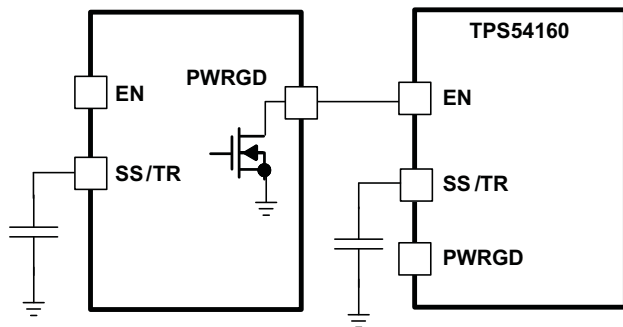 PWRGD
EN
SS/TR
TPS54160
EN
SS/TR
PWRGD